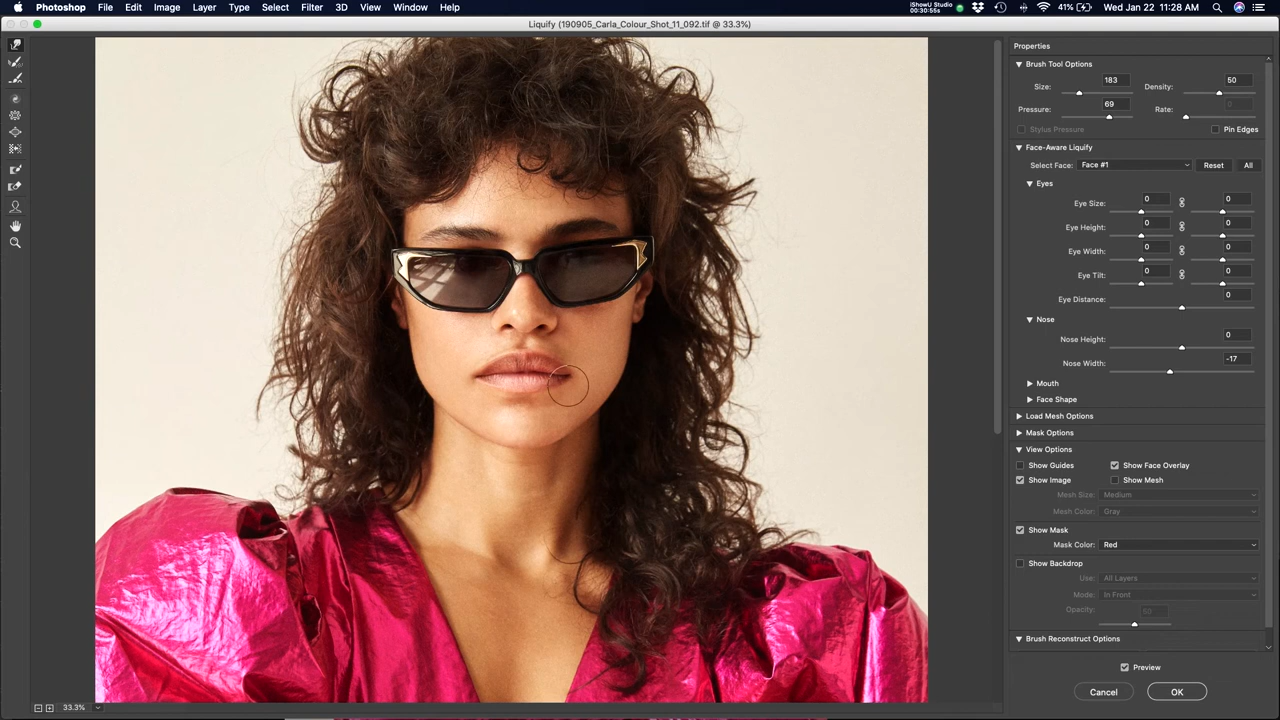 Photoshop File Edit Image Layer Type Select Filter 3D View Window Help iShowU Studio 00:30:55s 41% Wed Jan 22 11:28 AM
Liquify (190905_Carla_Colour_Shot_11_092.tif @ 33.3%)
Properties
Brush Tool Options
Size: 183 Density: 50
Pressure: 69 Rate: 0
Stylus Pressure Pin Edges
Face-Aware Liquify
Select Face: Face #1 Reset All
Eyes
Eye Size: 0 0
Eye Height: 0 0
Eye Width: 0 0
Eye Tilt: 0 0
Eye Distance: 0
Nose
Nose Height: 0
Nose Width: -17
Mouth
Face Shape
Load Mesh Options
Mask Options
View Options
Show Guides Show Face Overlay
Show Image Show Mesh
Mesh Size: Medium
Mesh Color: Gray
Show Mask
Mask Color: Red
Show Backdrop
Use: All Layers
Mode: In Front
Opacity:
Brush Reconstruct Options
Preview
Cancel OK
33.3%